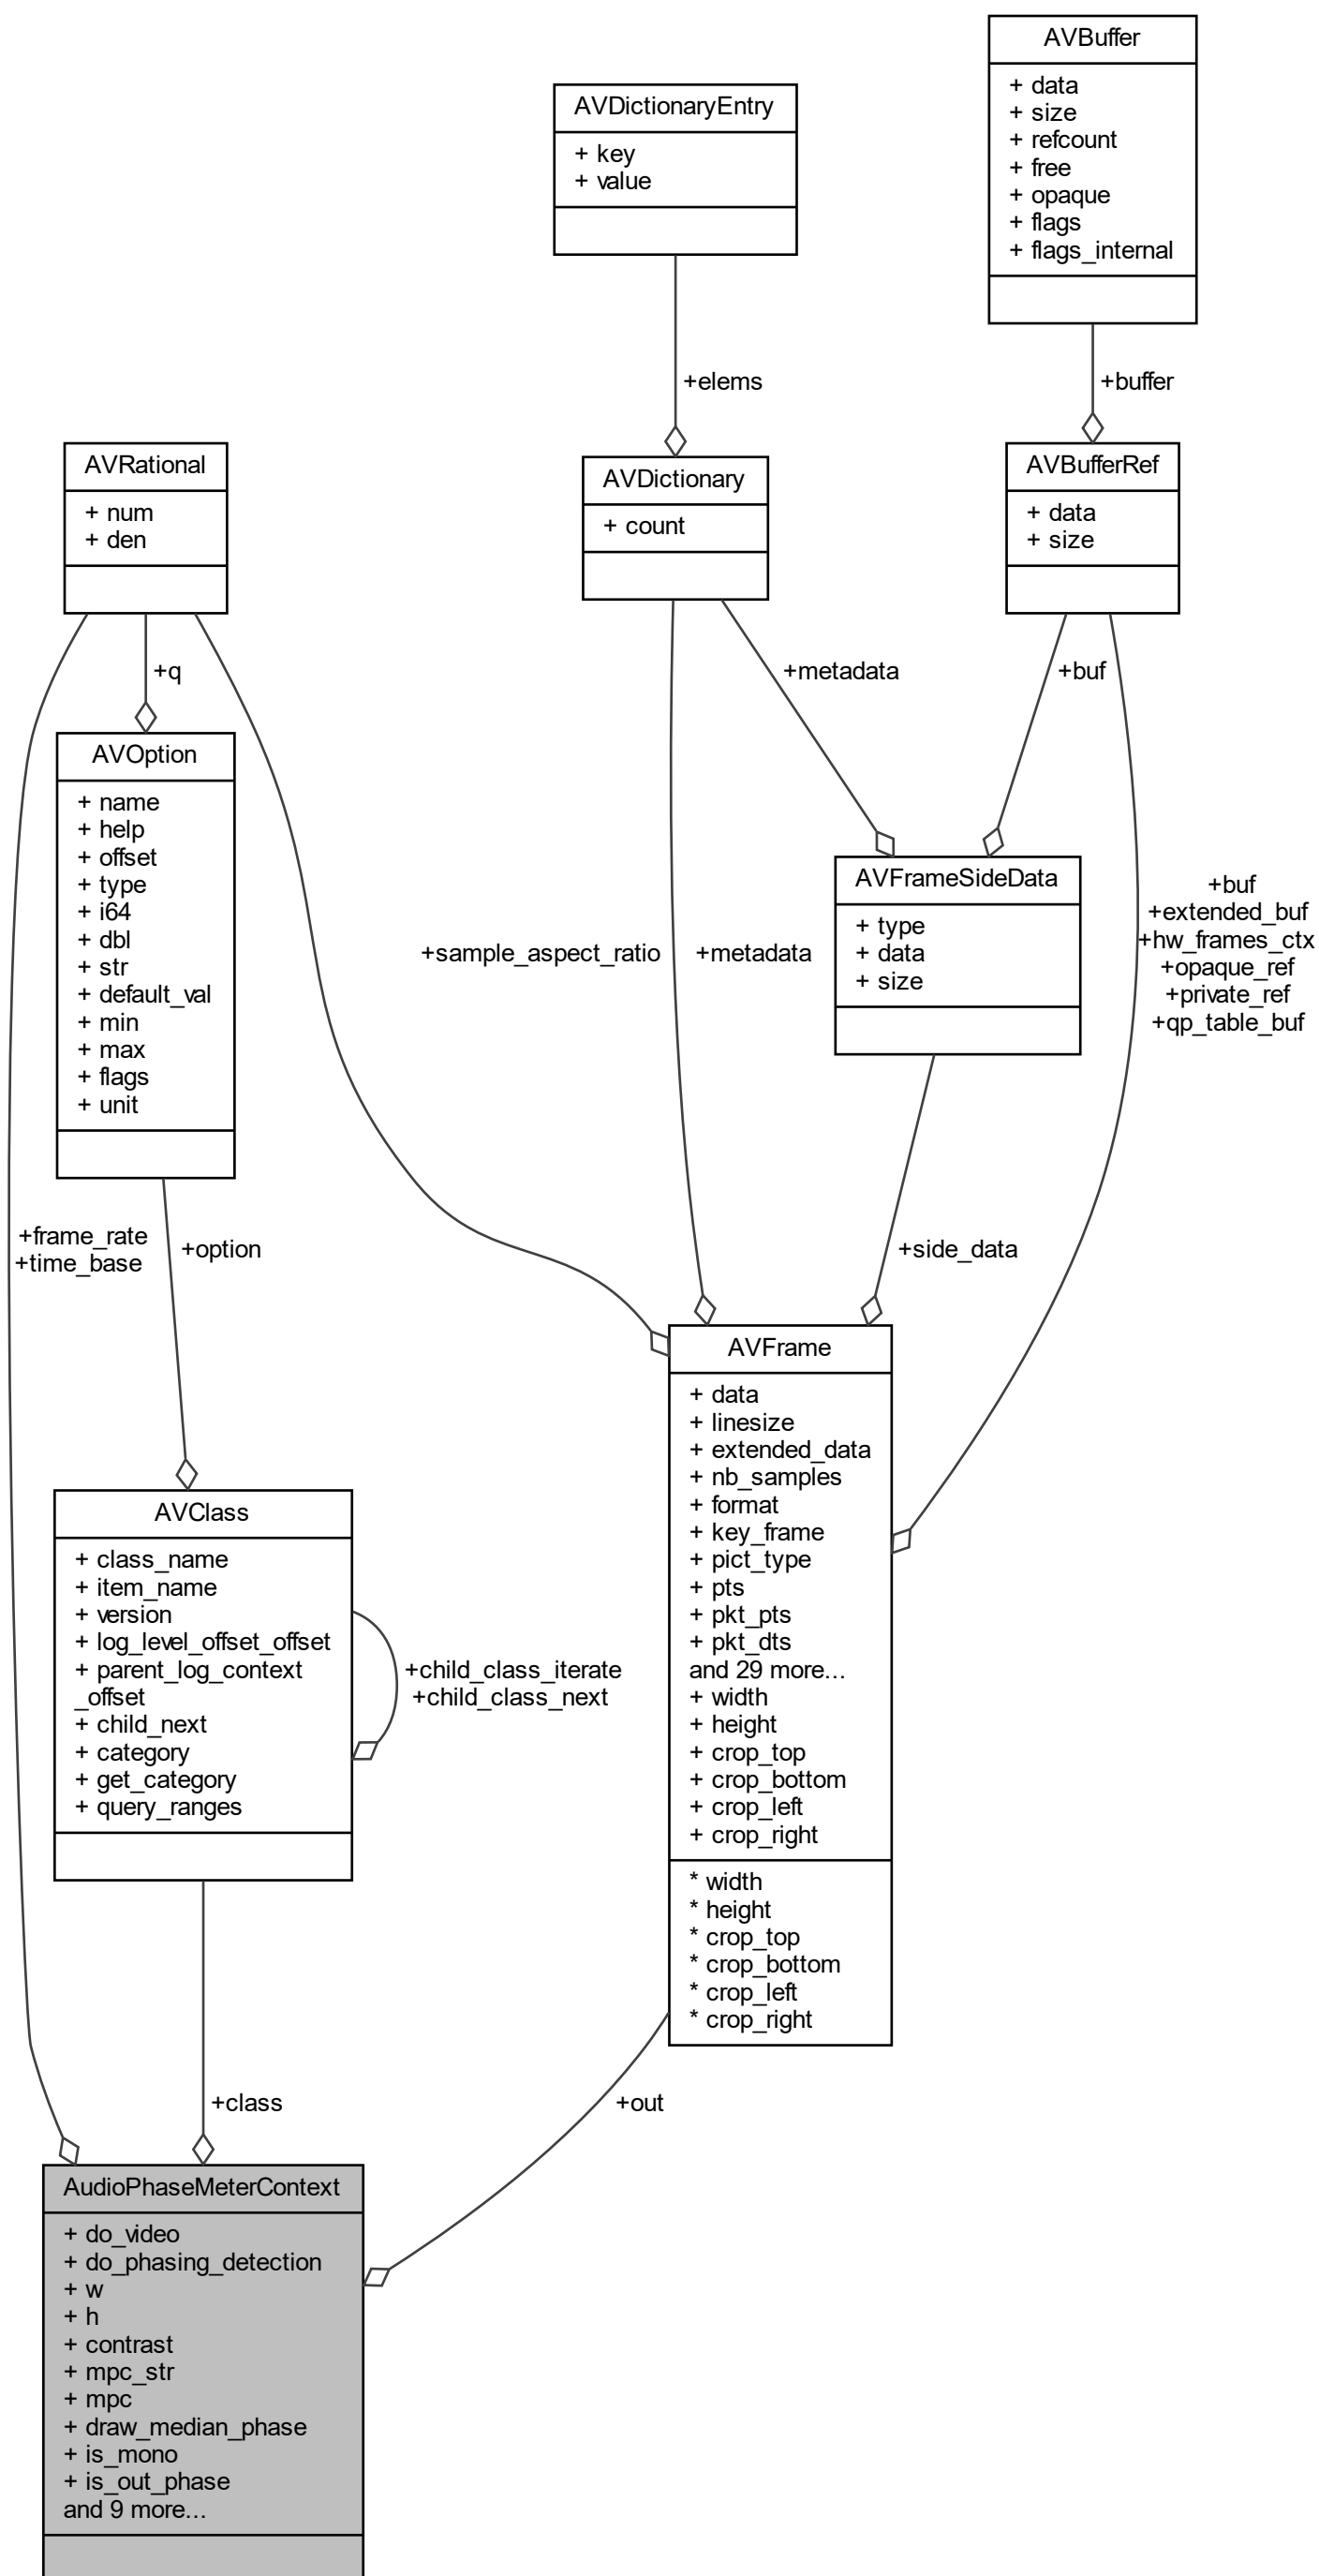 AVBuffer
+ data
+ size
+ refcount
+ free
+ opaque
+ flags
+ flags_internal
AVDictionaryEntry
+ key
+ value
+elems
+buffer
AVRational
+ num
+ den
AVDictionary
+ count
AVBufferRef
+ data
+ size
+q
+metadata
+buf
AVOption
+ name
+ help
+ offset
+ type
+ i64
+ dbl
+ str
+ default_val
+ min
+ max
+ flags
+ unit
AVFrameSideData
+ type
+ data
+ size
+buf
+extended_buf
+hw_frames_ctx
+opaque_ref
+private_ref
+qp_table_buf
+sample_aspect_ratio
+metadata
+frame_rate
+time_base
+option
+side_data
AVFrame
+ data
+ linesize
+ extended_data
+ nb_samples
+ format
+ key_frame
+ pict_type
+ pts
+ pkt_pts
+ pkt_dts
and 29 more...
+ width
+ height
+ crop_top
+ crop_bottom
+ crop_left
+ crop_right
* width
* height
* crop_top
* crop_bottom
* crop_left
* crop_right
AVClass
+ class_name
+ item_name
+ version
+ log_level_offset_offset
+ parent_log_context
_offset
+ child_next
+ category
+ get_category
+ query_ranges
+child_class_iterate
+child_class_next
+class
+out
AudioPhaseMeterContext
+ do_video
+ do_phasing_detection
+ w
+ h
+ contrast
+ mpc_str
+ mpc
+ draw_median_phase
+ is_mono
+ is_out_phase
and 9 more...